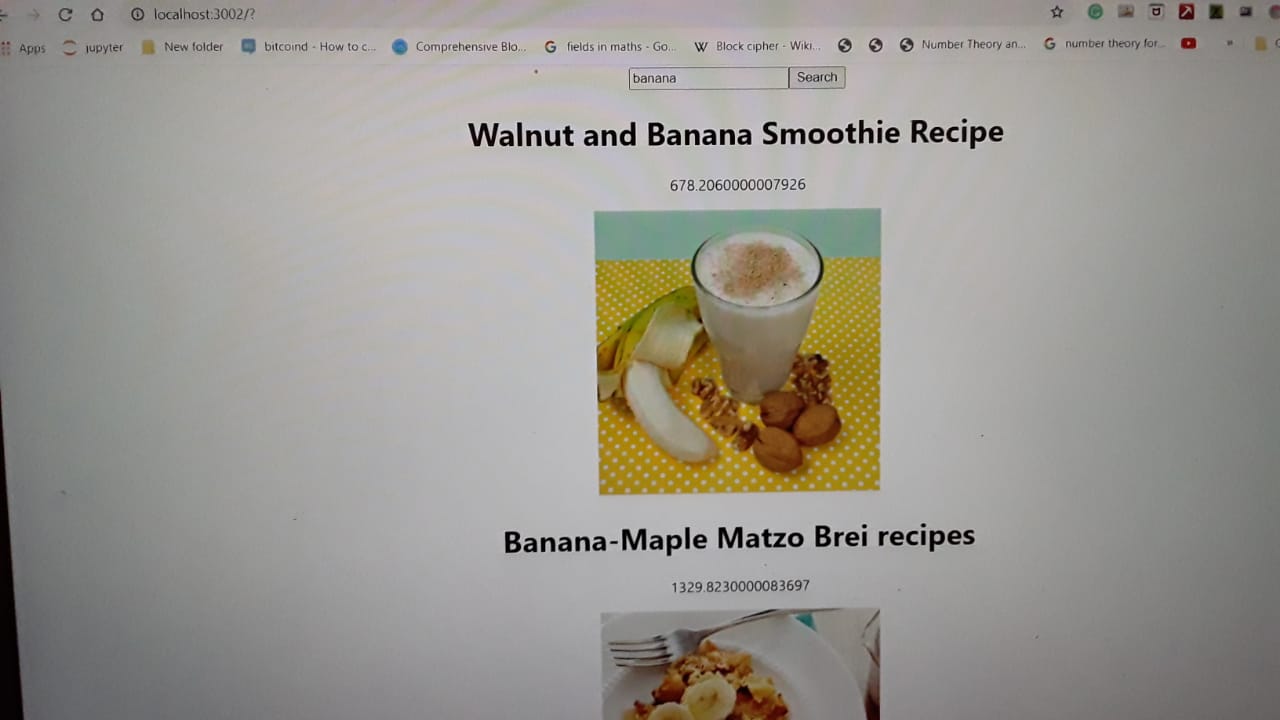 localhost:3002/?
Apps jupyter New folder bitcoind - How to c... Comprehensive Blo... fields in maths - Go... Block cipher - Wiki... Number Theory an... number theory for... »
banana Search
Walnut and Banana Smoothie Recipe
678.2060000007926
Banana-Maple Matzo Brei recipes
1329.8230000083697